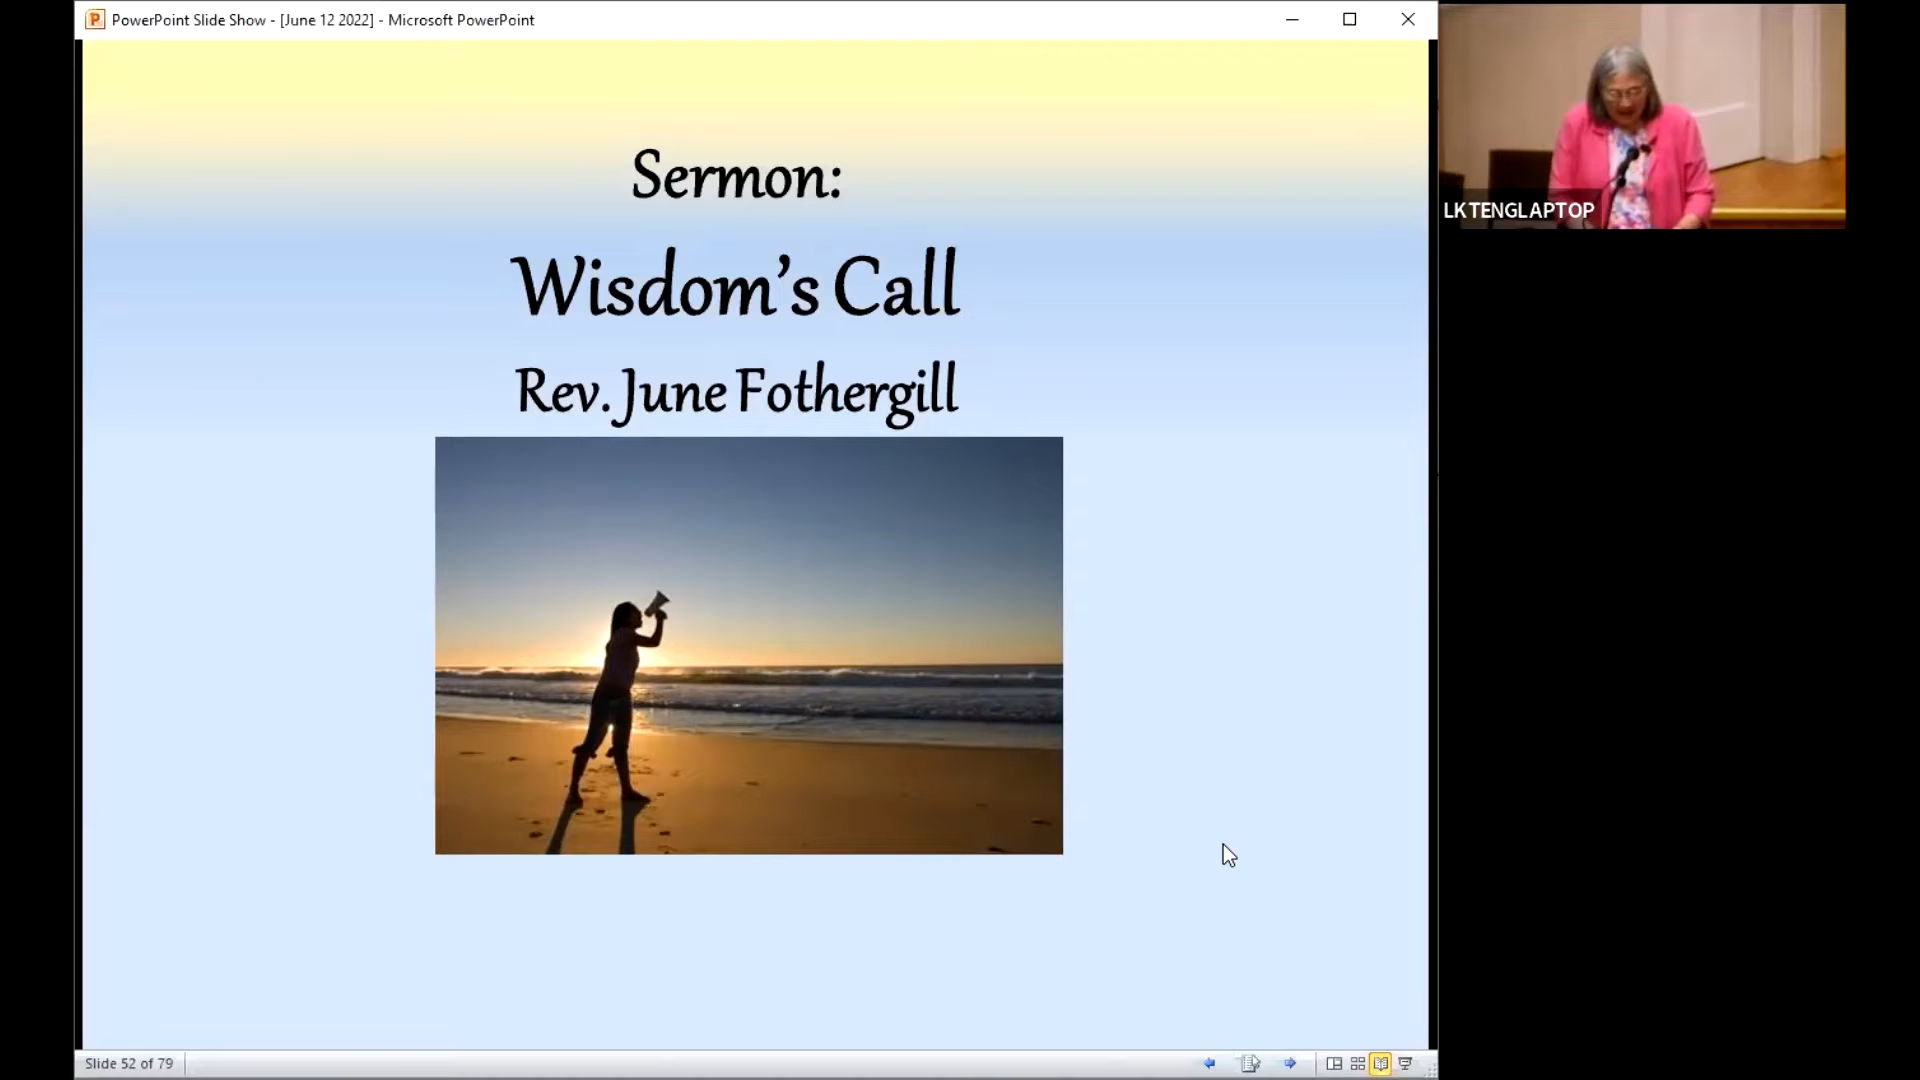 PowerPoint Slide Show - [June 12 2022] - Microsoft PowerPoint
Sermon:
Wisdom’s Call
Rev. June Fothergill
LKTENGLAPTOP
Slide 52 of 79